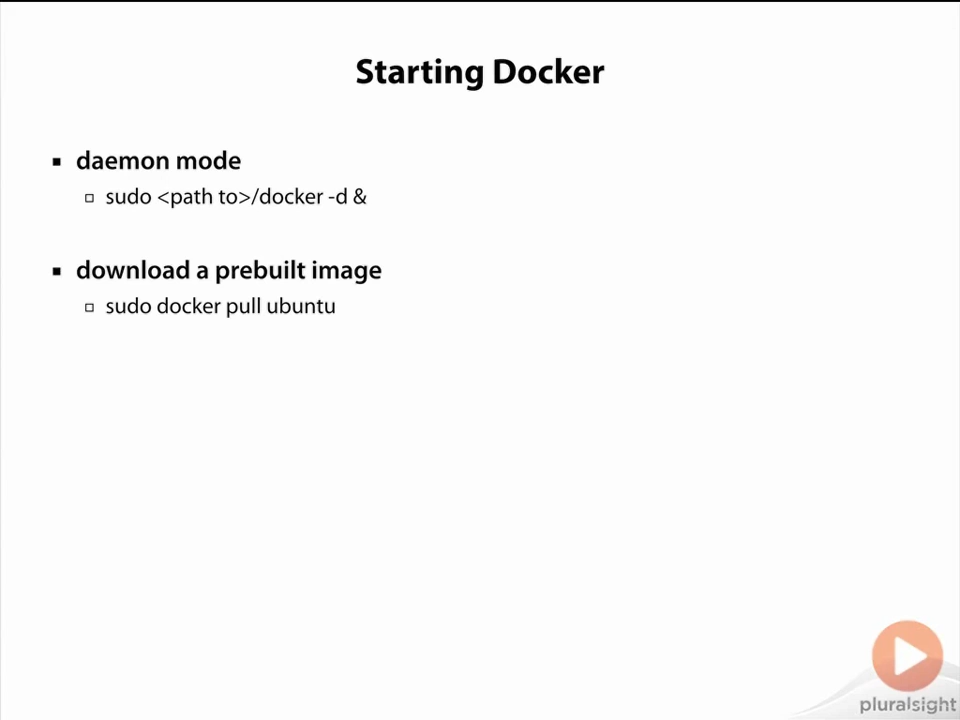 Starting Docker
daemon mode
sudo <path to>/docker -d &
download a prebuilt image
sudo docker pull ubuntu
pluralsight